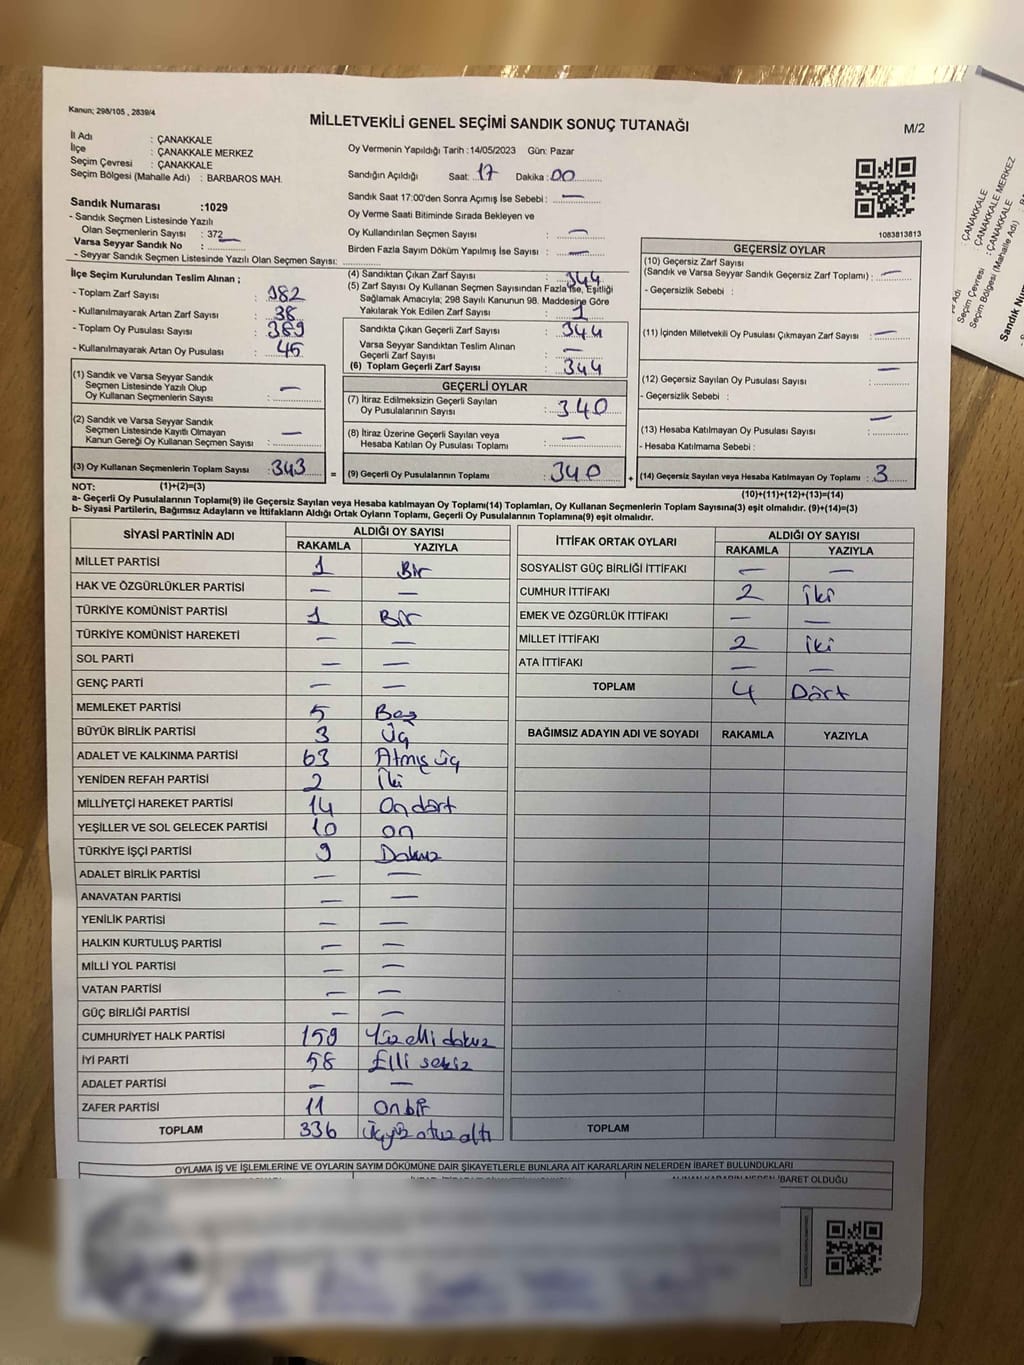 Kanun; 298/105 , 2839/4
MİLLETVEKİLİ GENEL SEÇİMİ SANDIK SONUÇ TUTANAĞI
M/2
İl Adı : ÇANAKKALE
İlçe : ÇANAKKALE MERKEZ
Seçim Çevresi : ÇANAKKALE
Seçim Bölgesi (Mahalle Adı) : BARBAROS MAH.
Oy Vermenin Yapıldığı Tarih :14/05/2023 Gün: Pazar
Sandığın Açıldığı Saat: 17 Dakika: 00
Sandık Saat 17:00'den Sonra Açımış İse Sebebi : —
Oy Verme Saati Bitiminde Sırada Bekleyen ve
Oy Kullandırılan Seçmen Sayısı : —
Birden Fazla Sayım Döküm Yapılmış İse Sayısı : —
1083813813
Sandık Numarası :1029
- Sandık Seçmen Listesinde Yazılı
Olan Seçmenlerin Sayısı : 372
Varsa Seyyar Sandık No : —
- Seyyar Sandık Seçmen Listesinde Yazılı Olan Seçmen Sayısı:
İlçe Seçim Kurulundan Teslim Alınan ;
- Toplam Zarf Sayısı : 382
- Kullanılmayarak Artan Zarf Sayısı : 38
- Toplam Oy Pusulası Sayısı : 389
- Kullanılmayarak Artan Oy Pusulası : 45
(1) Sandık ve Varsa Seyyar Sandık
Seçmen Listesinde Yazılı Olup
Oy Kullanan Seçmenlerin Sayısı : —
(2) Sandık ve Varsa Seyyar Sandık
Seçmen Listesinde Kayıtlı Olmayan
Kanun Gereği Oy Kullanan Seçmen Sayısı : —
(3) Oy Kullanan Seçmenlerin Toplam Sayısı : 343
(4) Sandıktan Çıkan Zarf Sayısı : 344
(5) Zarf Sayısı Oy Kullanan Seçmen Sayısından Fazla İse, Eşitliği
Sağlamak Amacıyla; 298 Sayılı Kanunun 98. Maddesine Göre
Yakılarak Yok Edilen Zarf Sayısı : 1
Sandıkta Çıkan Geçerli Zarf Sayısı : 344
Varsa Seyyar Sandıktan Teslim Alınan
Geçerli Zarf Sayısı : —
(6) Toplam Geçerli Zarf Sayısı : 344
GEÇERLİ OYLAR
(7) İtiraz Edilmeksizin Geçerli Sayılan
Oy Pusulalarının Sayısı : 340
(8) İtiraz Üzerine Geçerli Sayılan veya
Hesaba Katılan Oy Pusulası Toplamı : —
= (9) Geçerli Oy Pusulalarının Toplamı : 340
GEÇERSİZ OYLAR
(10) Geçersiz Zarf Sayısı
(Sandık ve Varsa Seyyar Sandık Geçersiz Zarf Toplamı) : —
- Geçersizlik Sebebi :
(11) İçinden Milletvekili Oy Pusulası Çıkmayan Zarf Sayısı : —
(12) Geçersiz Sayılan Oy Pusulası Sayısı : —
- Geçersizlik Sebebi :
(13) Hesaba Katılmayan Oy Pusulası Sayısı : —
- Hesaba Katılmama Sebebi :
+ (14) Geçersiz Sayılan veya Hesaba Katılmayan Oy Toplamı : 3
NOT: (1)+(2)=(3)
(10)+(11)+(12)+(13)=(14)
a- Geçerli Oy Pusulalarının Toplamı(9) ile Geçersiz Sayılan veya Hesaba katılmayan Oy Toplamı(14) Toplamları, Oy Kullanan Seçmenlerin Toplam Sayısına(3) eşit olmalıdır. (9)+(14)=(3)
b- Siyasi Partilerin, Bağımsız Adayların ve İttifakların Aldığı Ortak Oyların Toplamı, Geçerli Oy Pusulalarının Toplamına(9) eşit olmalıdır.
SİYASİ PARTİNİN ADI ALDIĞI OY SAYISI
RAKAMLA YAZIYLA
MİLLET PARTİSİ 1 Bir
HAK VE ÖZGÜRLÜKLER PARTİSİ — —
TÜRKİYE KOMÜNİST PARTİSİ 1 Bir
TÜRKİYE KOMÜNİST HAREKETİ — —
SOL PARTİ — —
GENÇ PARTİ — —
MEMLEKET PARTİSİ 5 Beş
BÜYÜK BİRLİK PARTİSİ 3 Üç
ADALET VE KALKINMA PARTİSİ 63 Atmış üç
YENİDEN REFAH PARTİSİ 2 İki
MİLLİYETÇİ HAREKET PARTİSİ 14 On dört
YEŞİLLER VE SOL GELECEK PARTİSİ 10 on
TÜRKİYE İŞÇİ PARTİSİ 9 Dokuz
ADALET BİRLİK PARTİSİ — —
ANAVATAN PARTİSİ — —
YENİLİK PARTİSİ — —
HALKIN KURTULUŞ PARTİSİ — —
MİLLİ YOL PARTİSİ — —
VATAN PARTİSİ — —
GÜÇ BİRLİĞİ PARTİSİ — —
CUMHURİYET HALK PARTİSİ 159 Yüz elli dokuz
İYİ PARTİ 58 Elli sekiz
ADALET PARTİSİ — —
ZAFER PARTİSİ 11 On bir
TOPLAM 336 Üçyüz otuz altı
İTTİFAK ORTAK OYLARI ALDIĞI OY SAYISI
RAKAMLA YAZIYLA
SOSYALİST GÜÇ BİRLİĞİ İTTİFAKI — —
CUMHUR İTTİFAKI 2 iki
EMEK VE ÖZGÜRLÜK İTTİFAKI — —
MİLLET İTTİFAKI 2 iki
ATA İTTİFAKI — —
TOPLAM 4 Dört
BAĞIMSIZ ADAYIN ADI VE SOYADI RAKAMLA YAZIYLA
TOPLAM
OYLAMA İŞ VE İŞLEMLERİNE VE OYLARIN SAYIM DÖKÜMÜNE DAİR ŞİKAYETLERLE BUNLARA AİT KARARLARIN NELERDEN İBARET BULUNDUKLARI
İBARET OLDUĞU
: ÇANAKKALE
: ÇANAKKALE MERKEZ
Seçim Çevresi : ÇANAKKALE
Seçim Bölgesi (Mahalle Adı)